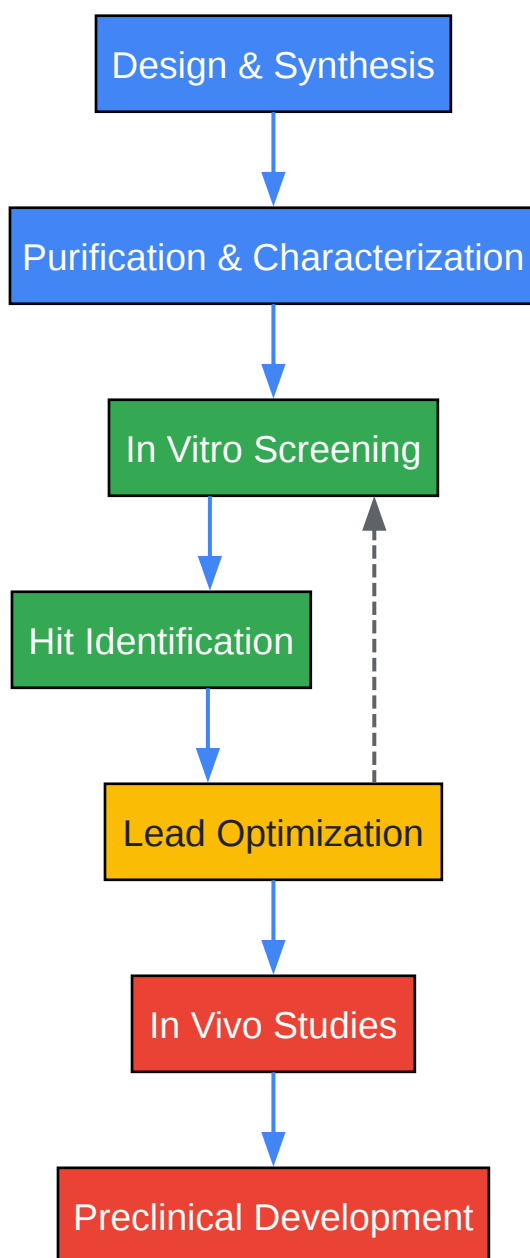 Design & Synthesis
Purification & Characterization
In Vitro Screening
Hit Identification
Lead Optimization
In Vivo Studies
Preclinical Development